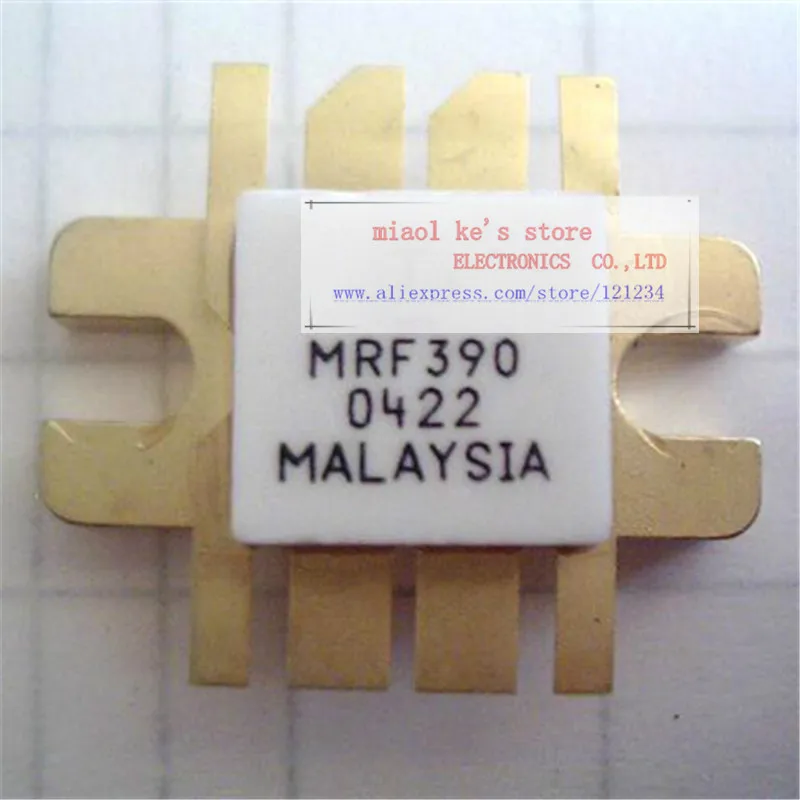 miaol ke's store
ELECTRONICS CO.,LTD
www.aliexpress.com/store/121234
MRF390
0422
MALAYSIA